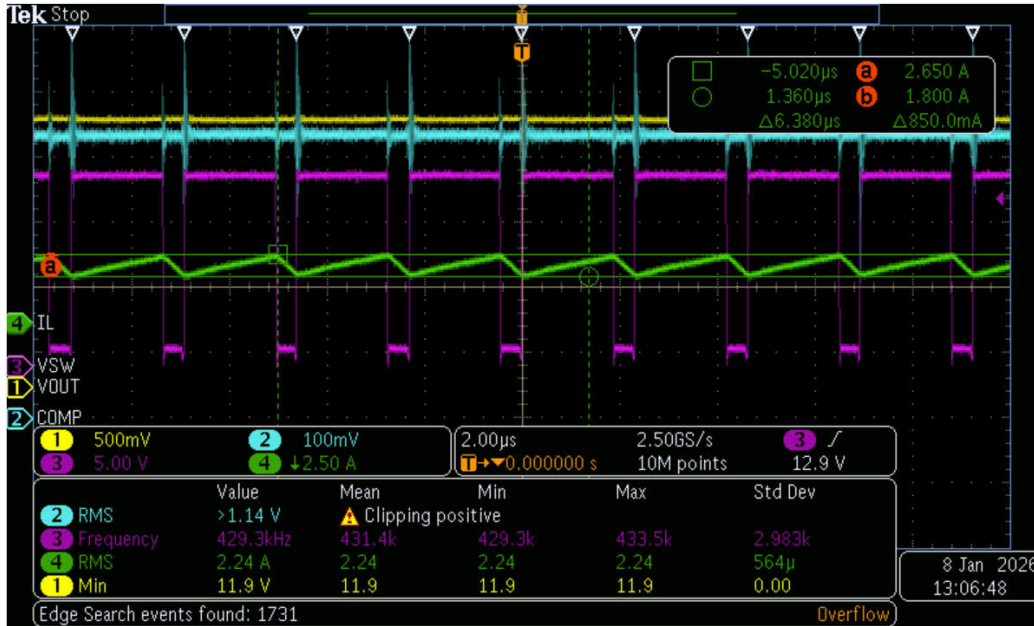 Tek Stop
T
−5.020µs a 2.650 A
1.360µs b 1.800 A
△6.380µs △850.0mA
a
4 IL
3 VSW
1 VOUT
2 COMP
1 500mV 2 100mV
3 5.00 V 4 ↓2.50 A
2.00µs 2.50GS/s 3
T→▼0.000000 s 10M points 12.9 V
Value Mean Min Max Std Dev
2 RMS >1.14 V Clipping positive
3 Frequency 429.3kHz 431.4k 429.3k 433.5k 2.983k
4 RMS 2.24 A 2.24 2.24 2.24 564µ
1 Min 11.9 V 11.9 11.9 11.9 0.00
8 Jan 2026
13:06:48
Edge Search events found: 1731 Overflow